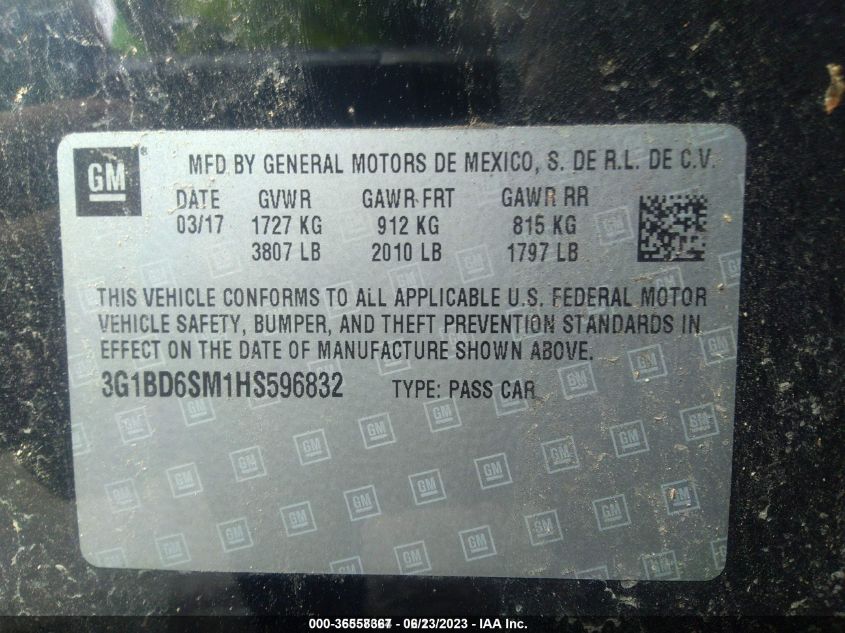 GM ® MFD BY GENERAL MOTORS DE MEXICO, S. DE R.L. DE C.V.
DATE GVWR GAWR FRT GAWR RR
03/17 1727 KG 912 KG 815 KG
3807 LB 2010 LB 1797 LB
THIS VEHICLE CONFORMS TO ALL APPLICABLE U.S. FEDERAL MOTOR
VEHICLE SAFETY, BUMPER, AND THEFT PREVENTION STANDARDS IN
EFFECT ON THE DATE OF MANUFACTURE SHOWN ABOVE.
3G1BD6SM1HS596832 TYPE: PASS CAR
IAA Inc.